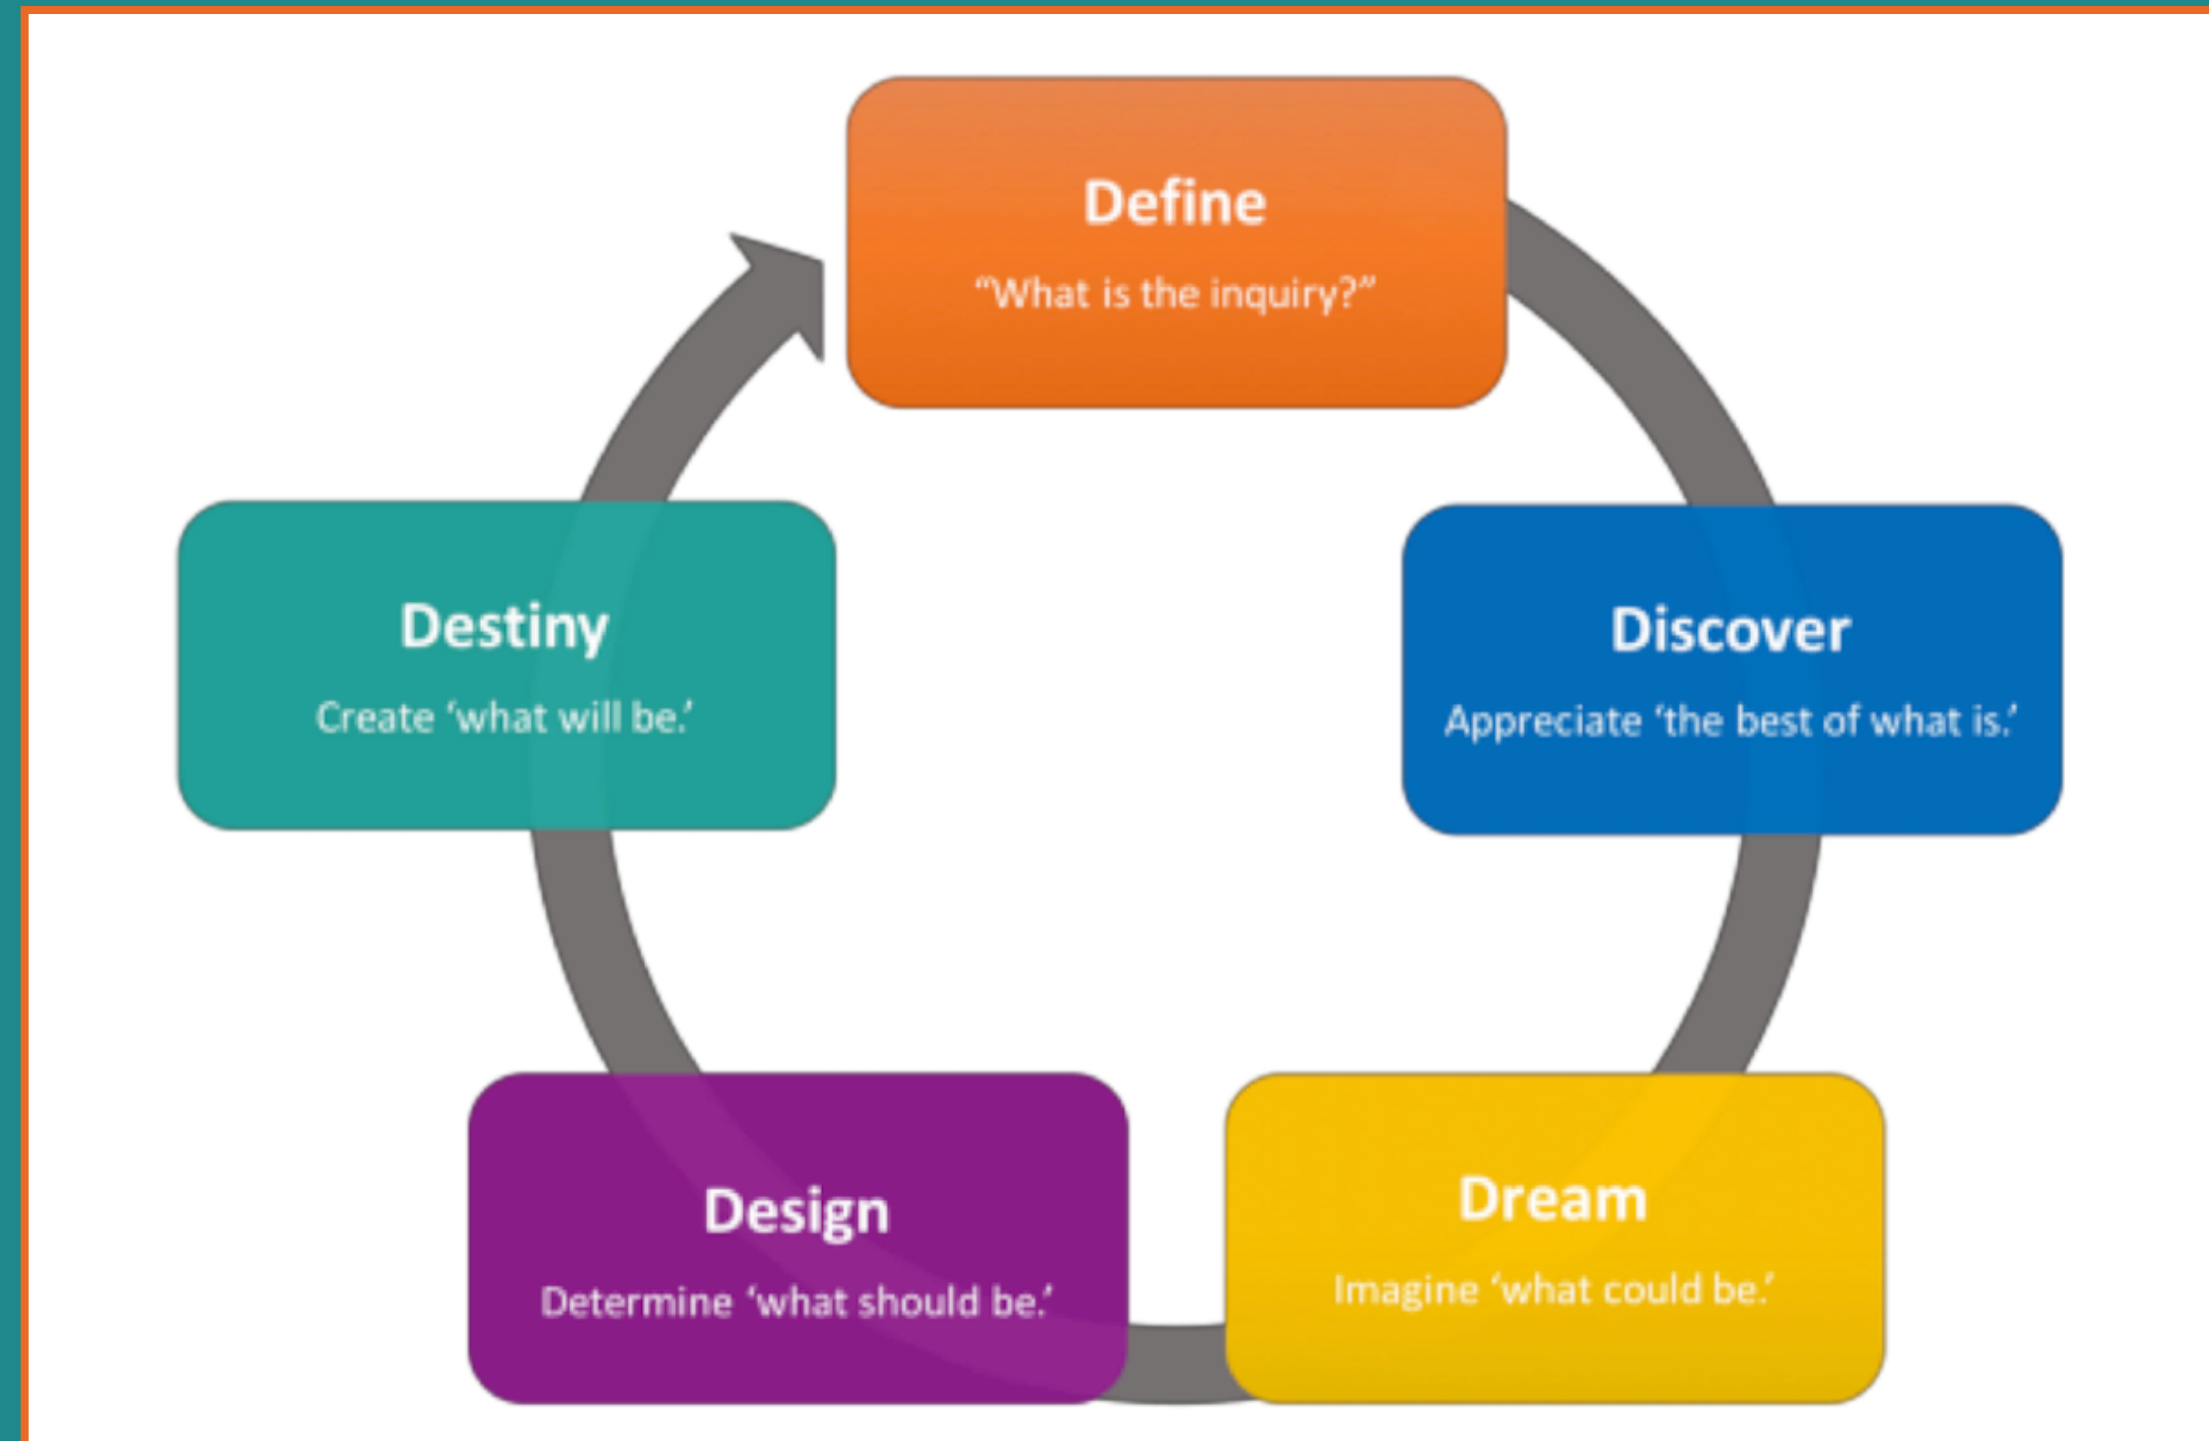 Define
“What is the inquiry?”
Discover
Appreciate ‘the best of what is.’
Dream
Imagine ‘what could be.’
Design
Determine ‘what should be.’
Destiny
Create ‘what will be.’